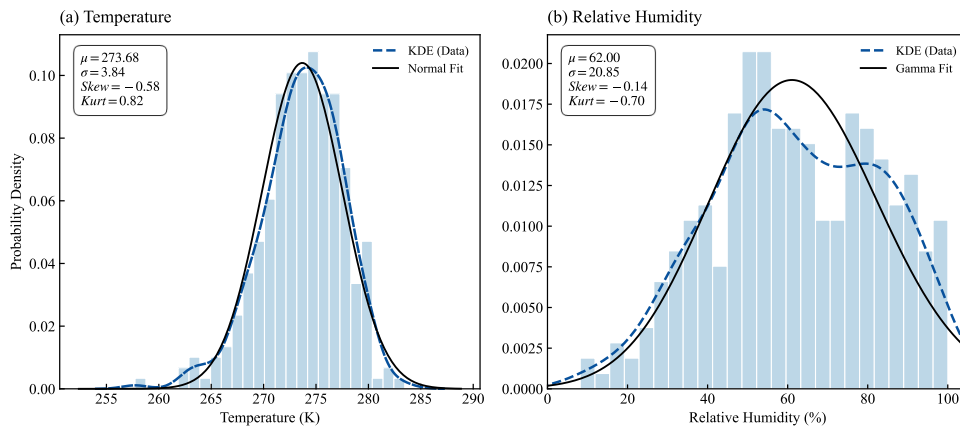 (a) Temperature
μ = 273.68
σ = 3.84
Skew = −0.58
Kurt = 0.82
KDE (Data)
Normal Fit
0.10
0.08
0.06
0.04
0.02
0.00
Probability Density
255 260 265 270 275 280 285 290
Temperature (K)
(b) Relative Humidity
μ = 62.00
σ = 20.85
Skew = −0.14
Kurt = −0.70
KDE (Data)
Gamma Fit
0.0200
0.0175
0.0150
0.0125
0.0100
0.0075
0.0050
0.0025
0.0000
0 20 40 60 80 100
Relative Humidity (%)